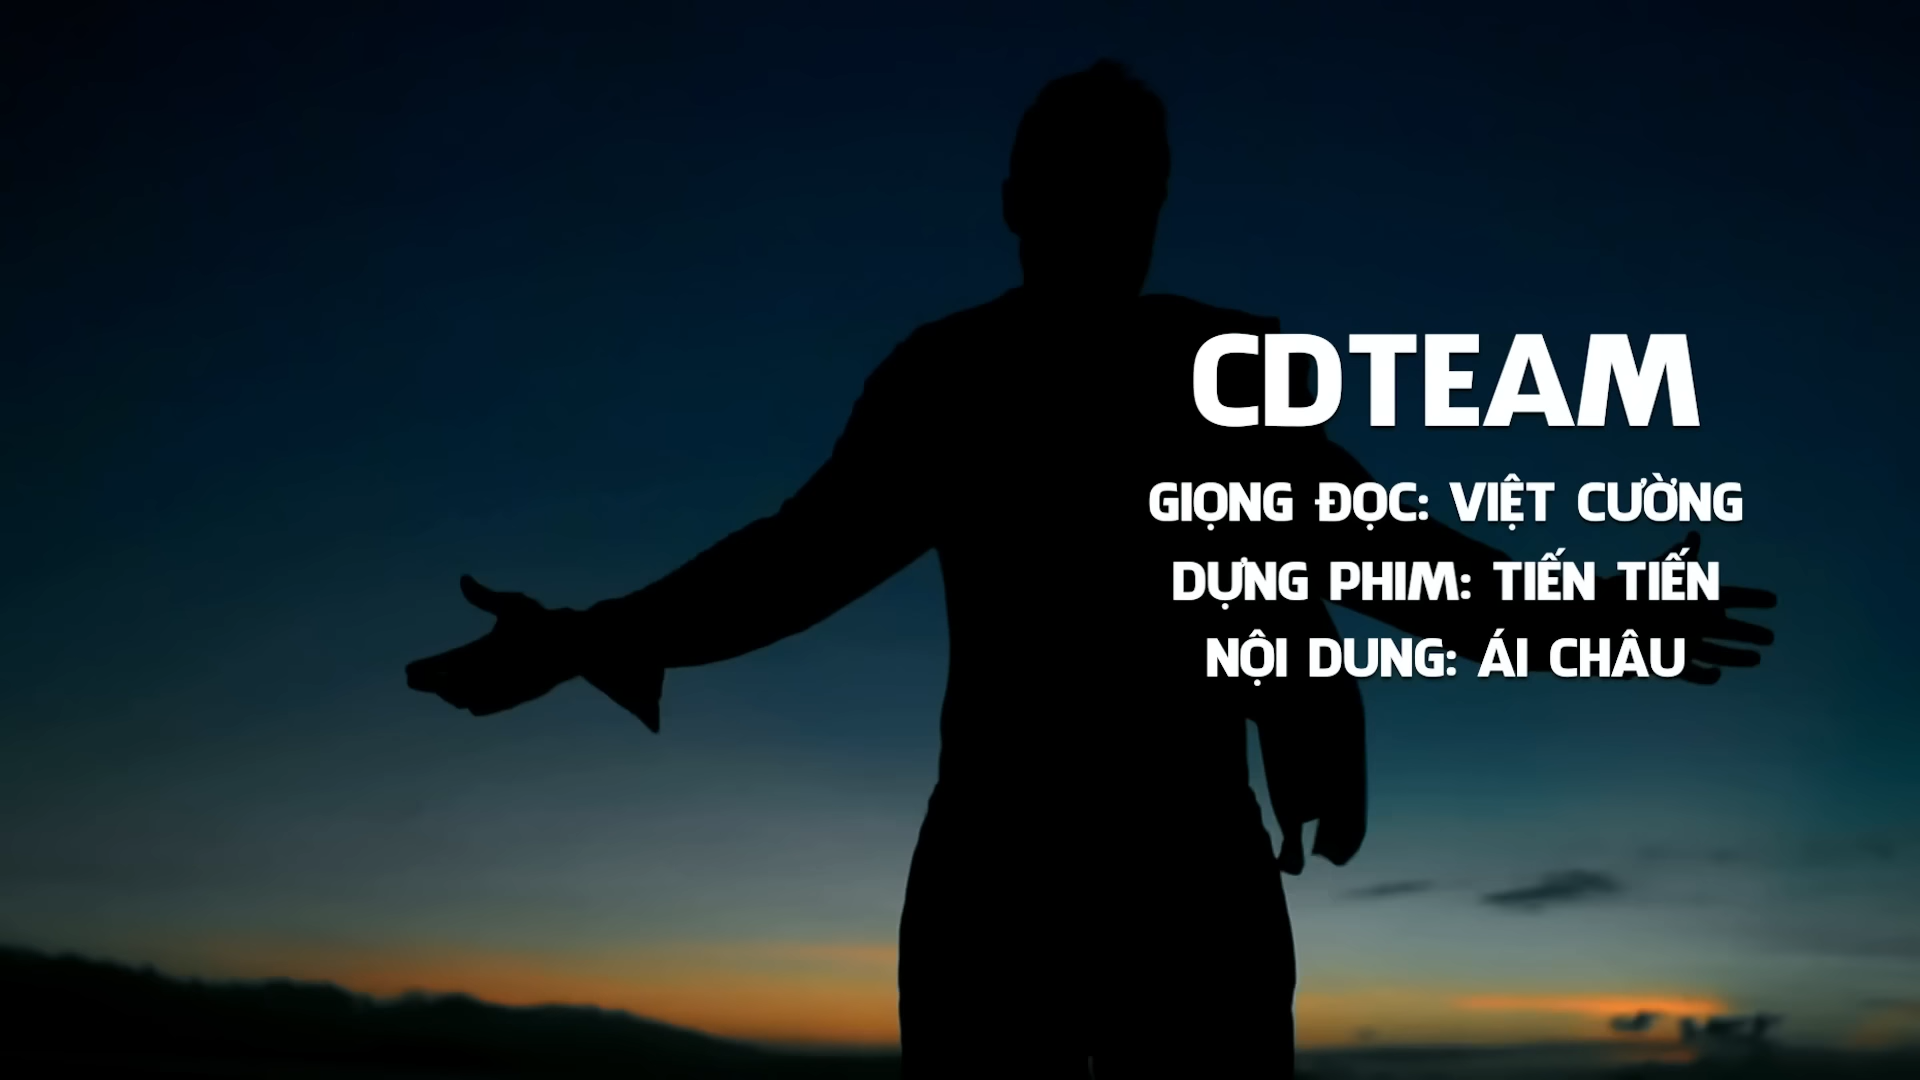 CDTEAM
GIỌNG ĐỌC: VIỆT CƯỜNG
DỰNG PHIM: TIẾN TIẾN
NỘI DUNG: ÁI CHÂU